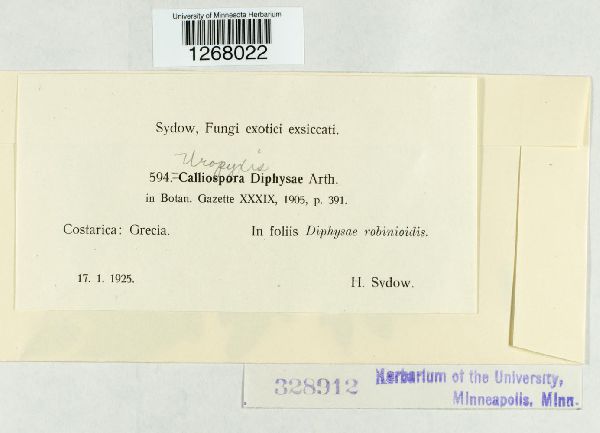 University of Minnesota Herbarium
1268022
Sydow, Fungi exotici exsiccati.
Uropyxis
594. Calliospora Diphysae Arth.
in Botan. Gazette XXXIX, 1905, p. 391.
Costarica: Grecia. In foliis Diphysae robinioidis.
17. 1. 1925. H. Sydow.
328912 Herbarium of the University,
Minneapolis, Minn.